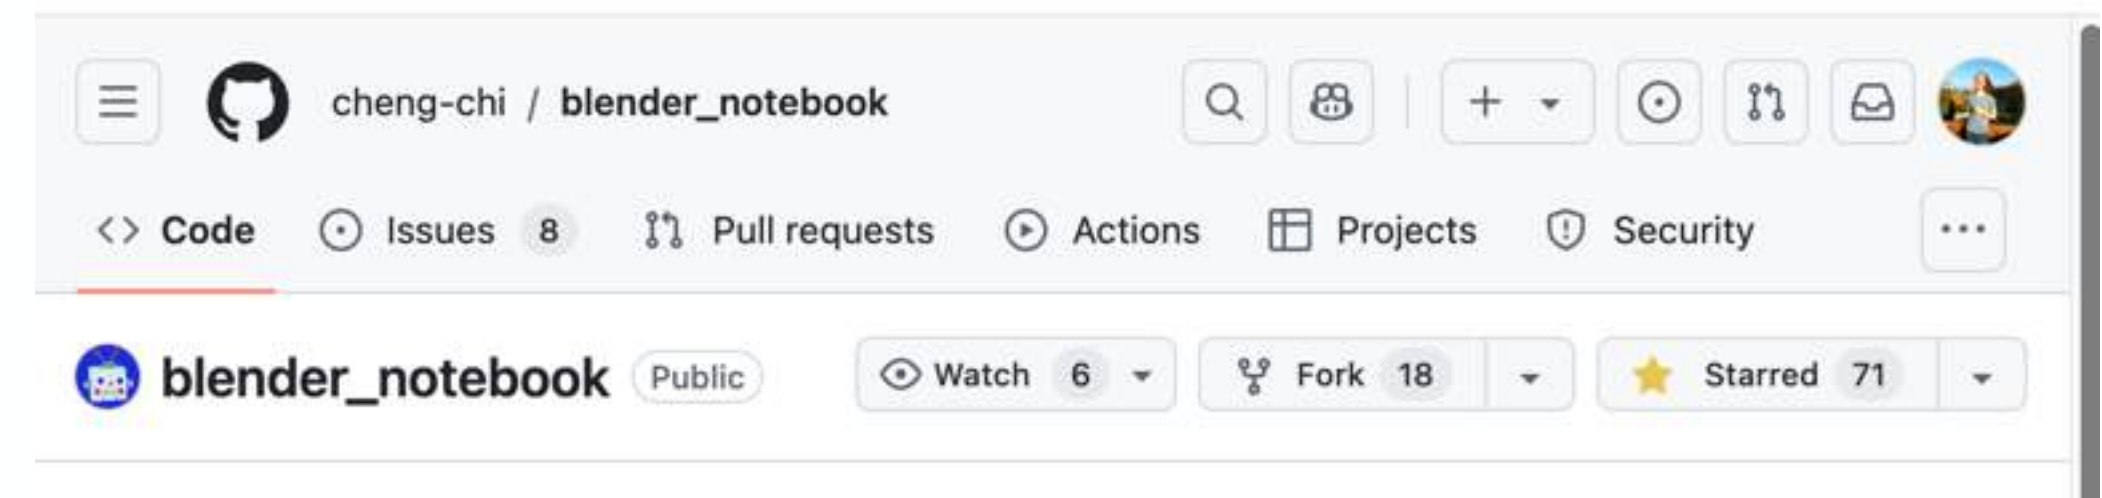 cheng-chi / blender_notebook
Code Issues 8 Pull requests Actions Projects Security
blender_notebook Public Watch 6 Fork 18 Starred 71